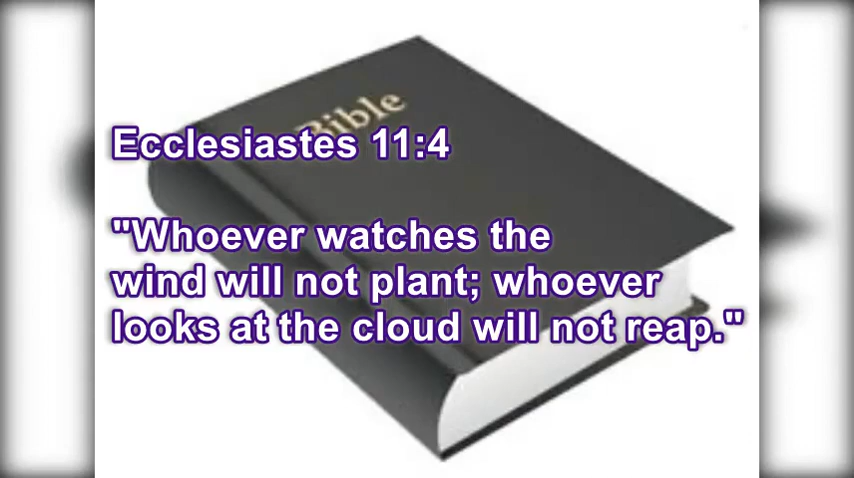 Bible
Ecclesiastes 11:4
"Whoever watches the
wind will not plant; whoever
looks at the cloud will not reap."